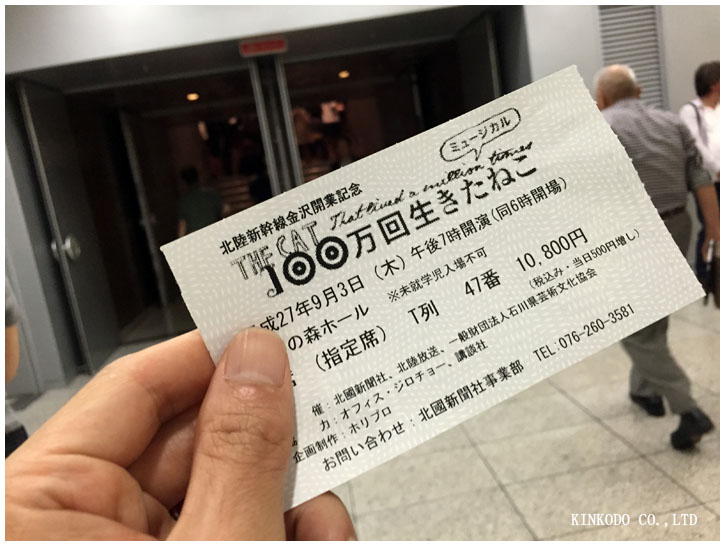 北陸新幹線金沢開業記念
ミュージカル
THE CAT That lived a million times
100万回生きたねこ
成27年9月3日（木）午後7時開演（同6時開場）
の森ホール ※未就学児入場不可
（指定席） T列 47番 10,800円
（税込み・当日500円増し）
催：北國新聞社、北陸放送、一般財団法人石川県芸術文化協会
力：オフィス・ジロチョー、講談社
企画制作：ホリプロ
お問い合わせ：北國新聞社事業部 TEL:076-260-3581
KINKODO CO.,LTD